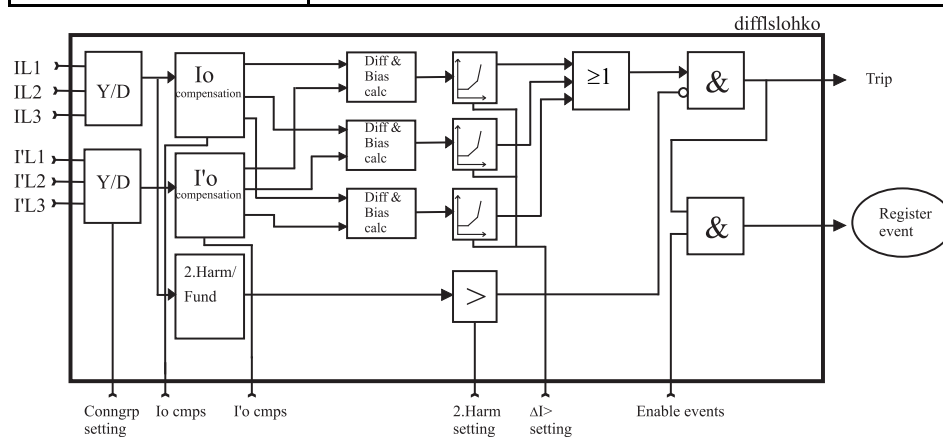 difflslohko
IL1
IL2
IL3
I'L1
I'L2
I'L3
Y/D
Y/D
Io
compensation
I'o
compensation
2.Harm/
Fund
Diff &
Bias
calc
Diff &
Bias
calc
Diff &
Bias
calc
≥1
>
&
&
Trip
Register
event
Conngrp
setting
Io cmps
I'o cmps
2.Harm
setting
ΔI>
setting
Enable events